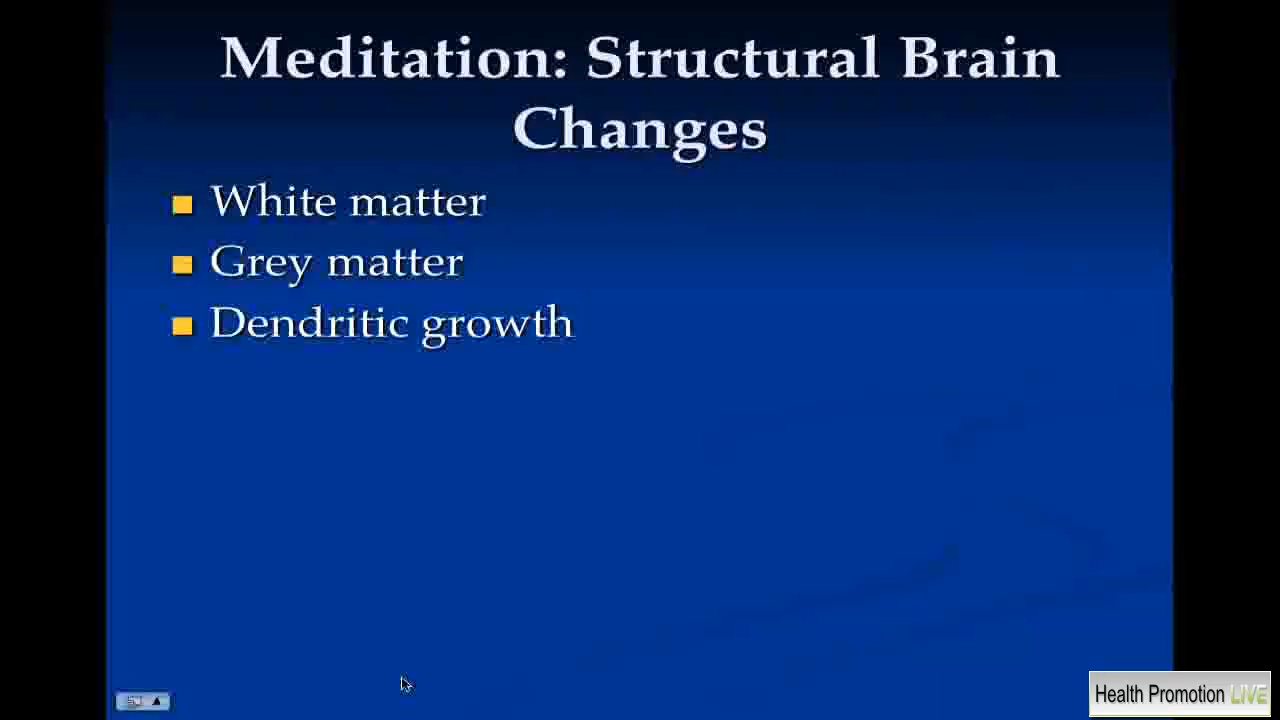 Meditation: Structural Brain
Changes
White matter
Grey matter
Dendritic growth
Health Promotion LIVE